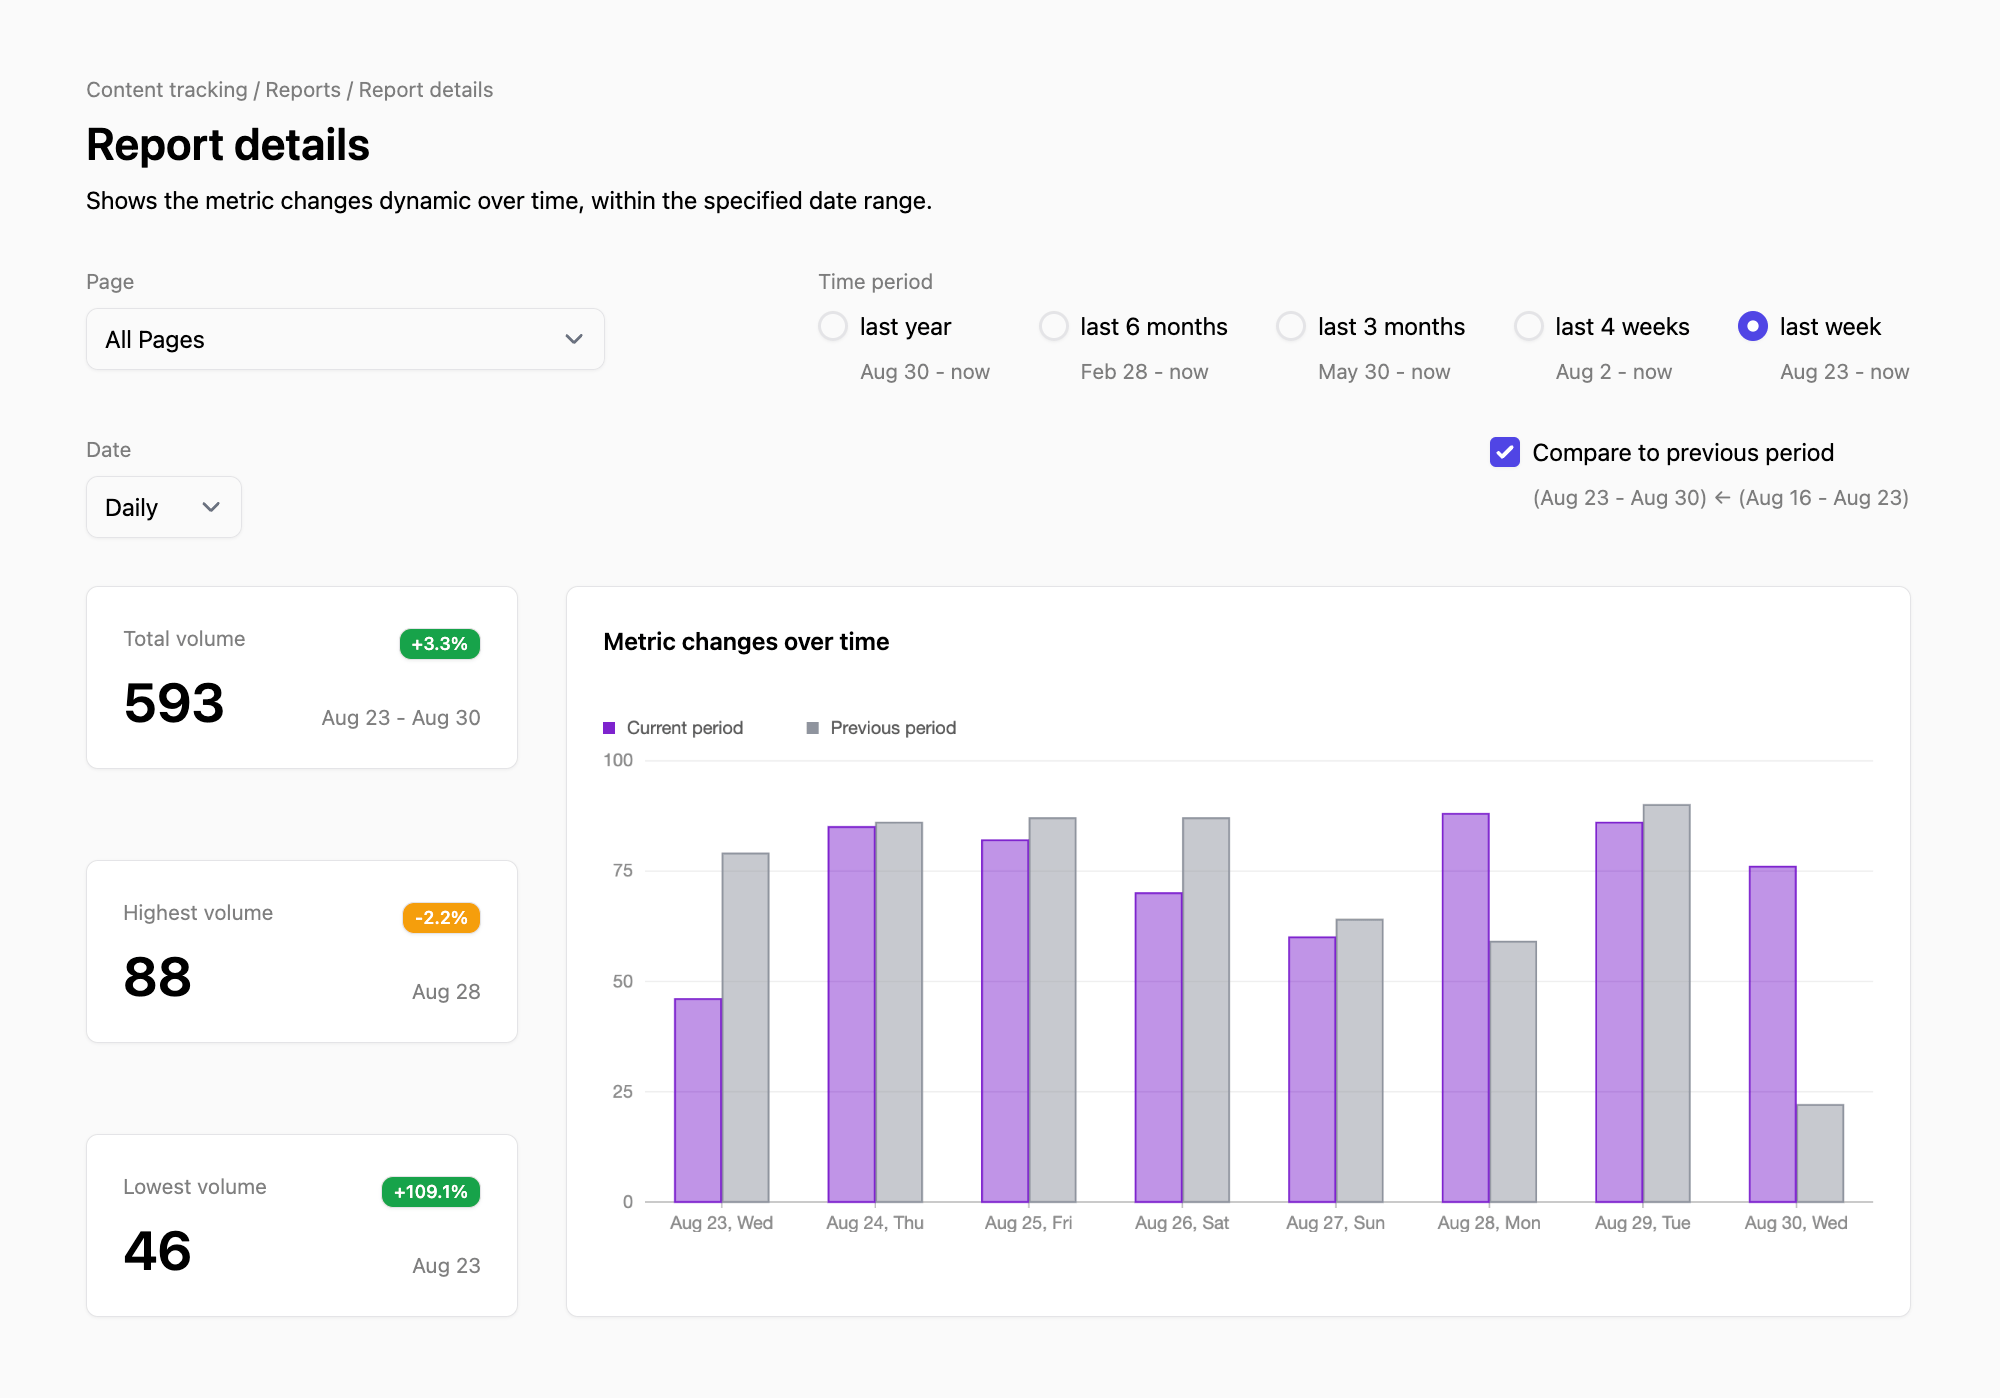 Content tracking / Reports / Report details
Report details
Shows the metric changes dynamic over time, within the specified date range.
Page
All Pages
Time period
last year
Aug 30 - now
last 6 months
Feb 28 - now
last 3 months
May 30 - now
last 4 weeks
Aug 2 - now
last week
Aug 23 - now
Date
Daily
Compare to previous period
(Aug 23 - Aug 30) ← (Aug 16 - Aug 23)
Total volume
+3.3%
593
Aug 23 - Aug 30
Highest volume
-2.2%
88
Aug 28
Lowest volume
+109.1%
46
Aug 23
Metric changes over time
Current period
Previous period
100
75
50
25
0
Aug 23, Wed
Aug 24, Thu
Aug 25, Fri
Aug 26, Sat
Aug 27, Sun
Aug 28, Mon
Aug 29, Tue
Aug 30, Wed